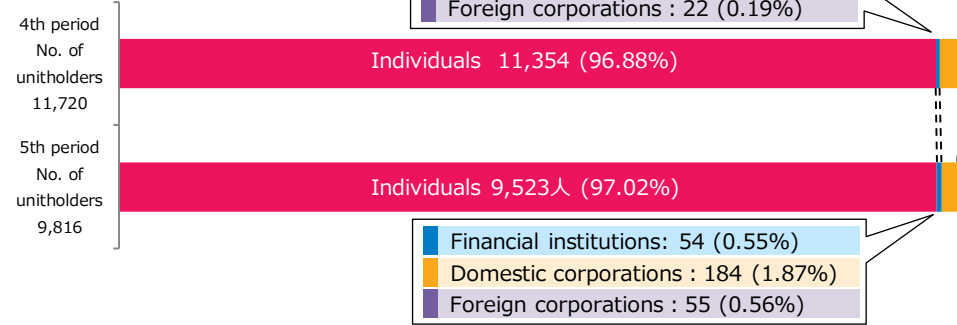 Foreign corporations : 22 (0.19%)
4th period
No. of
unitholders
11,720
Individuals 11,354 (96.88%)
5th period
No. of
unitholders
9,816
Individuals 9,523人 (97.02%)
Financial institutions: 54 (0.55%)
Domestic corporations : 184 (1.87%)
Foreign corporations : 55 (0.56%)